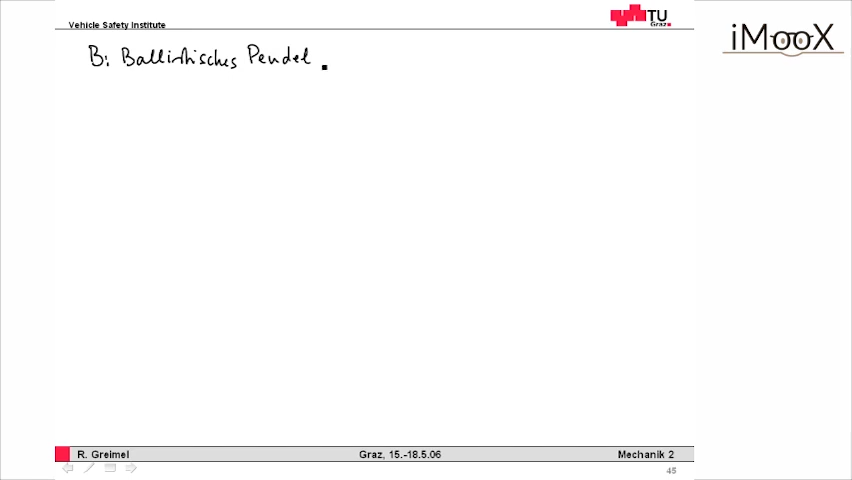 Vehicle Safety Institute
TU
Graz
iMooX
B: Ballistisches Pendel
R. Greimel
Graz, 15.-18.5.06
Mechanik 2
45